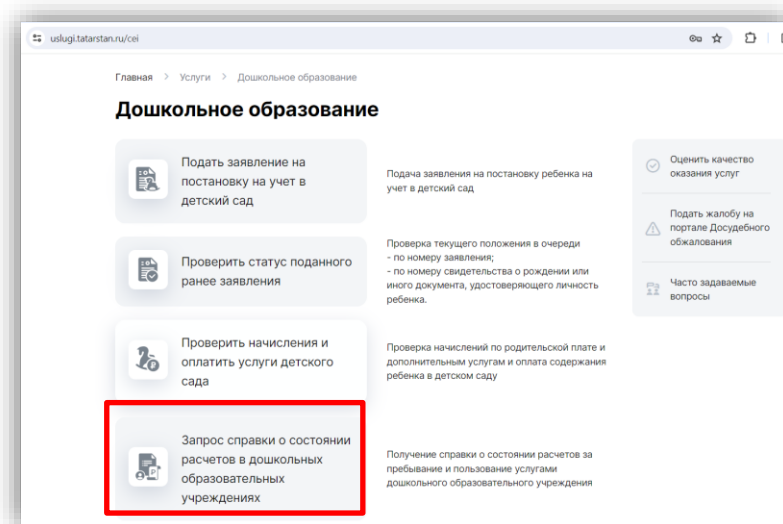 uslugi.tatarstan.ru/cei
Главная > Услуги > Дошкольное образование
Дошкольное образование
Подать заявление на
постановку на учет в
детский сад
Подача заявления на постановку ребенка на
учет в детский сад
Проверить статус поданного
ранее заявления
Проверка текущего положения в очереди
- по номеру заявления;
- по номеру свидетельства о рождении или
иного документа, удостоверяющего личность
ребенка.
Проверить начисления и
оплатить услуги детского
сада
Проверка начислений по родительской плате и
дополнительным услугам и оплата содержания
ребенка в детском саду
Запрос справки о состоянии
расчетов в дошкольных
образовательных
учреждениях
Получение справки о состоянии расчетов за
пребывание и пользование услугами
дошкольного образовательного учреждения
Оценить качество
оказания услуг
Подать жалобу на
портале Досудебного
обжалования
Часто задаваемые
вопросы